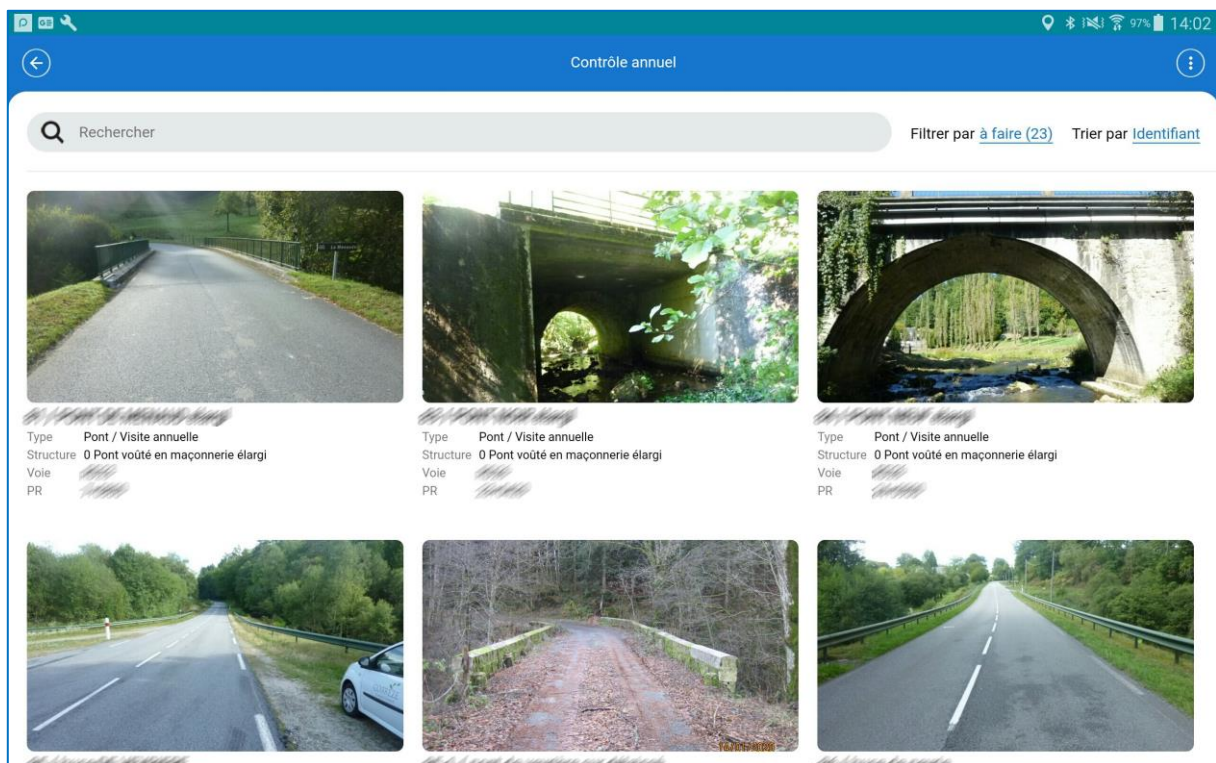 97% 14:02
Contrôle annuel
Rechercher
Filtrer par à faire (23) Trier par Identifiant
Type Pont / Visite annuelle
Structure 0 Pont voûté en maçonnerie élargi
Voie
PR
Type Pont / Visite annuelle
Structure 0 Pont voûté en maçonnerie élargi
Voie
PR
Type Pont / Visite annuelle
Structure 0 Pont voûté en maçonnerie élargi
Voie
PR